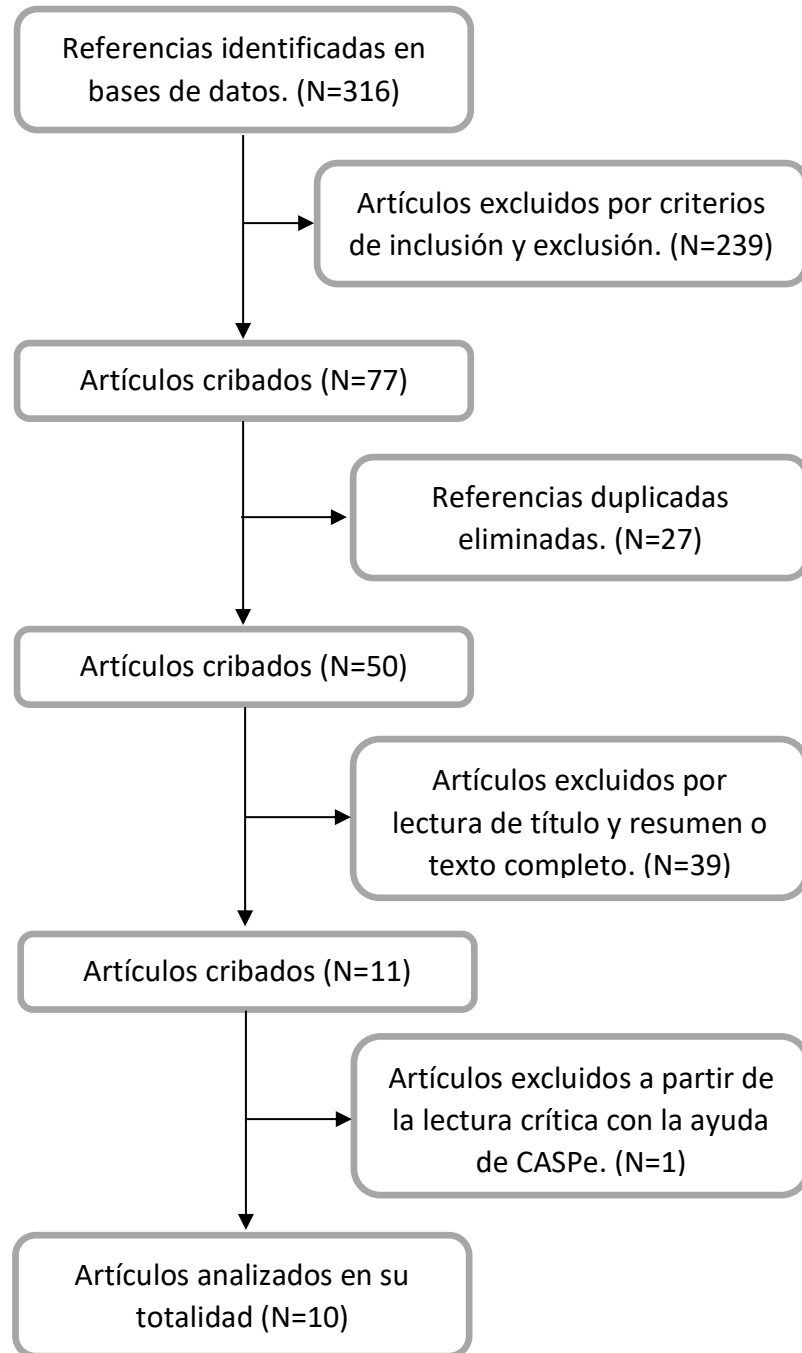 Referencias identificadas en
bases de datos. (N=316)
Artículos excluidos por criterios
de inclusión y exclusión. (N=239)
Artículos cribados (N=77)
Referencias duplicadas
eliminadas. (N=27)
Artículos cribados (N=50)
Artículos excluidos por
lectura de título y resumen o
texto completo. (N=39)
Artículos cribados (N=11)
Artículos excluidos a partir de
la lectura crítica con la ayuda
de CASPe. (N=1)
Artículos analizados en su
totalidad (N=10)